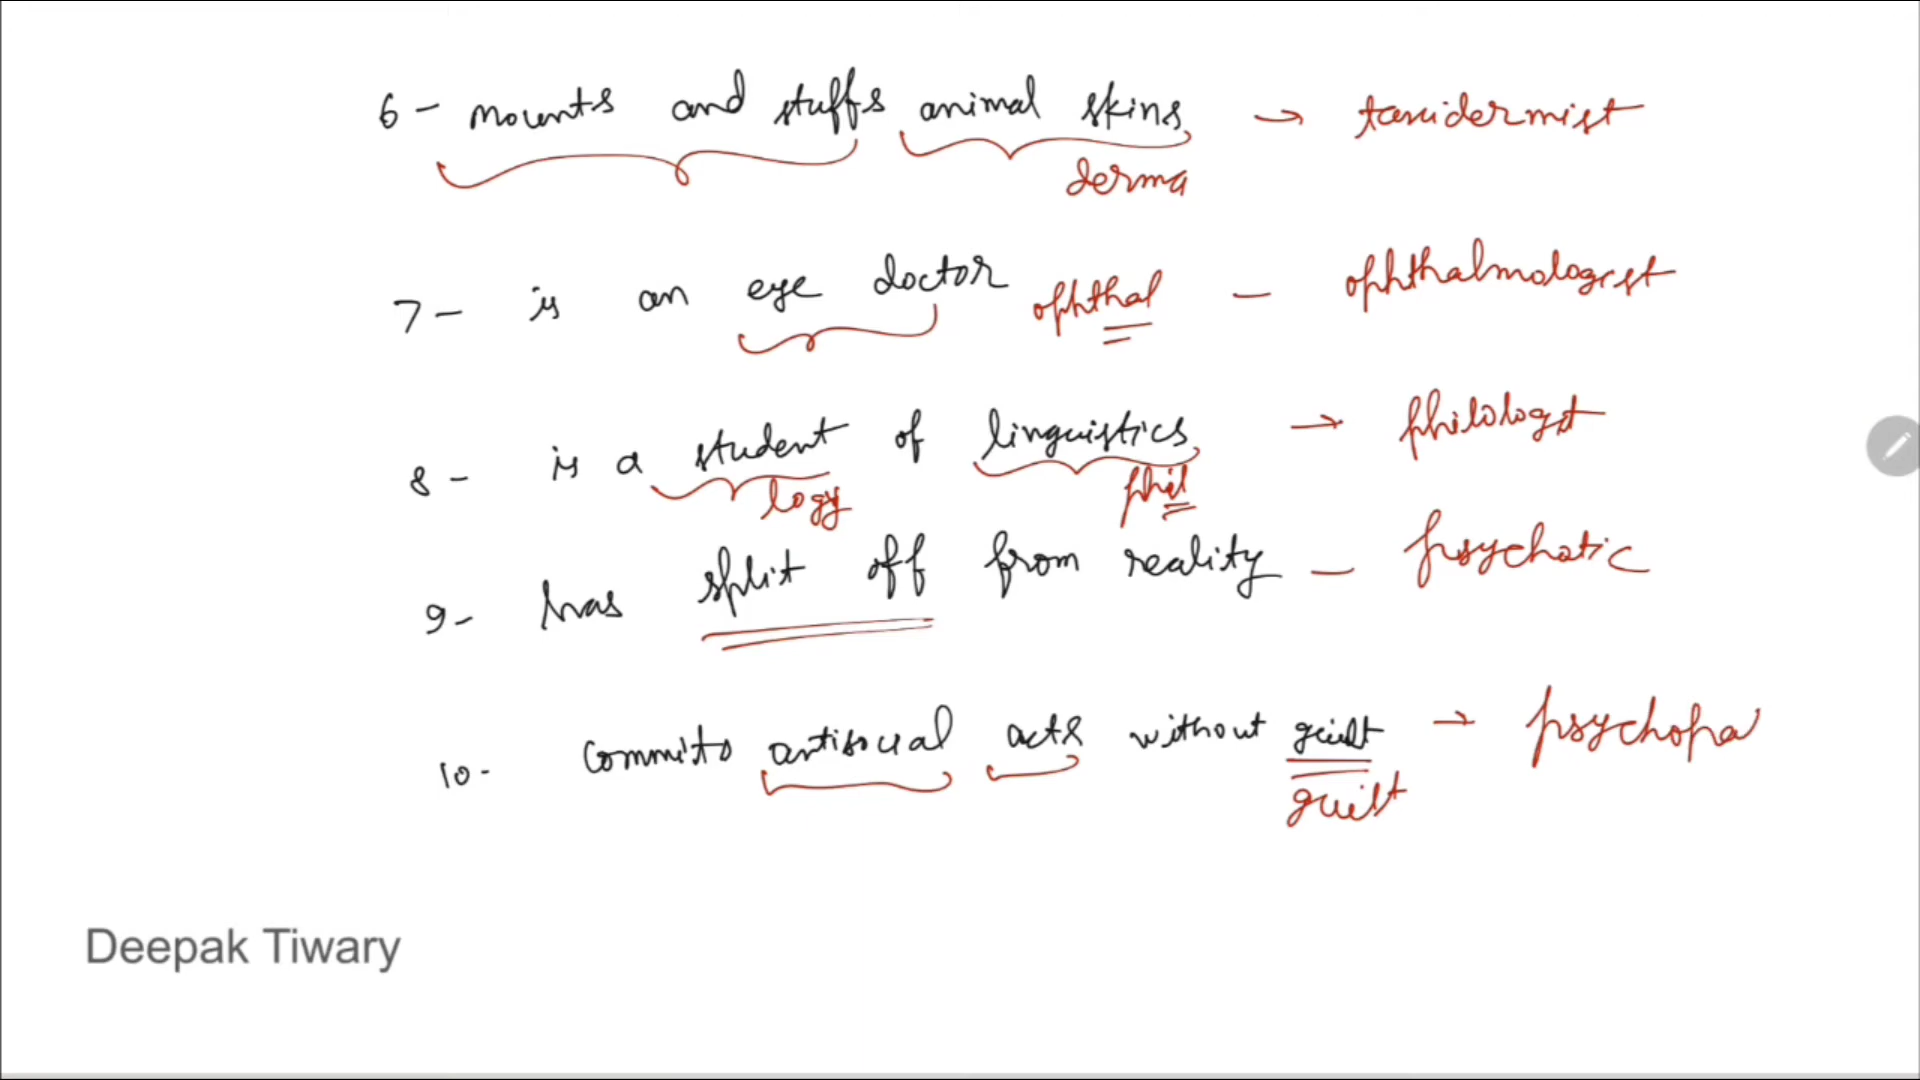 6 - mounts and stuffs animal skins → taxidermist
derma
7 - is an eye doctor ophthal - ophthalmologist
8 - is a student of linguistics → philologst
logy phil
9 - has split off from reality - psychotic
10 - commits antisocial acts without guilt → psychopa
guilt
Deepak Tiwary